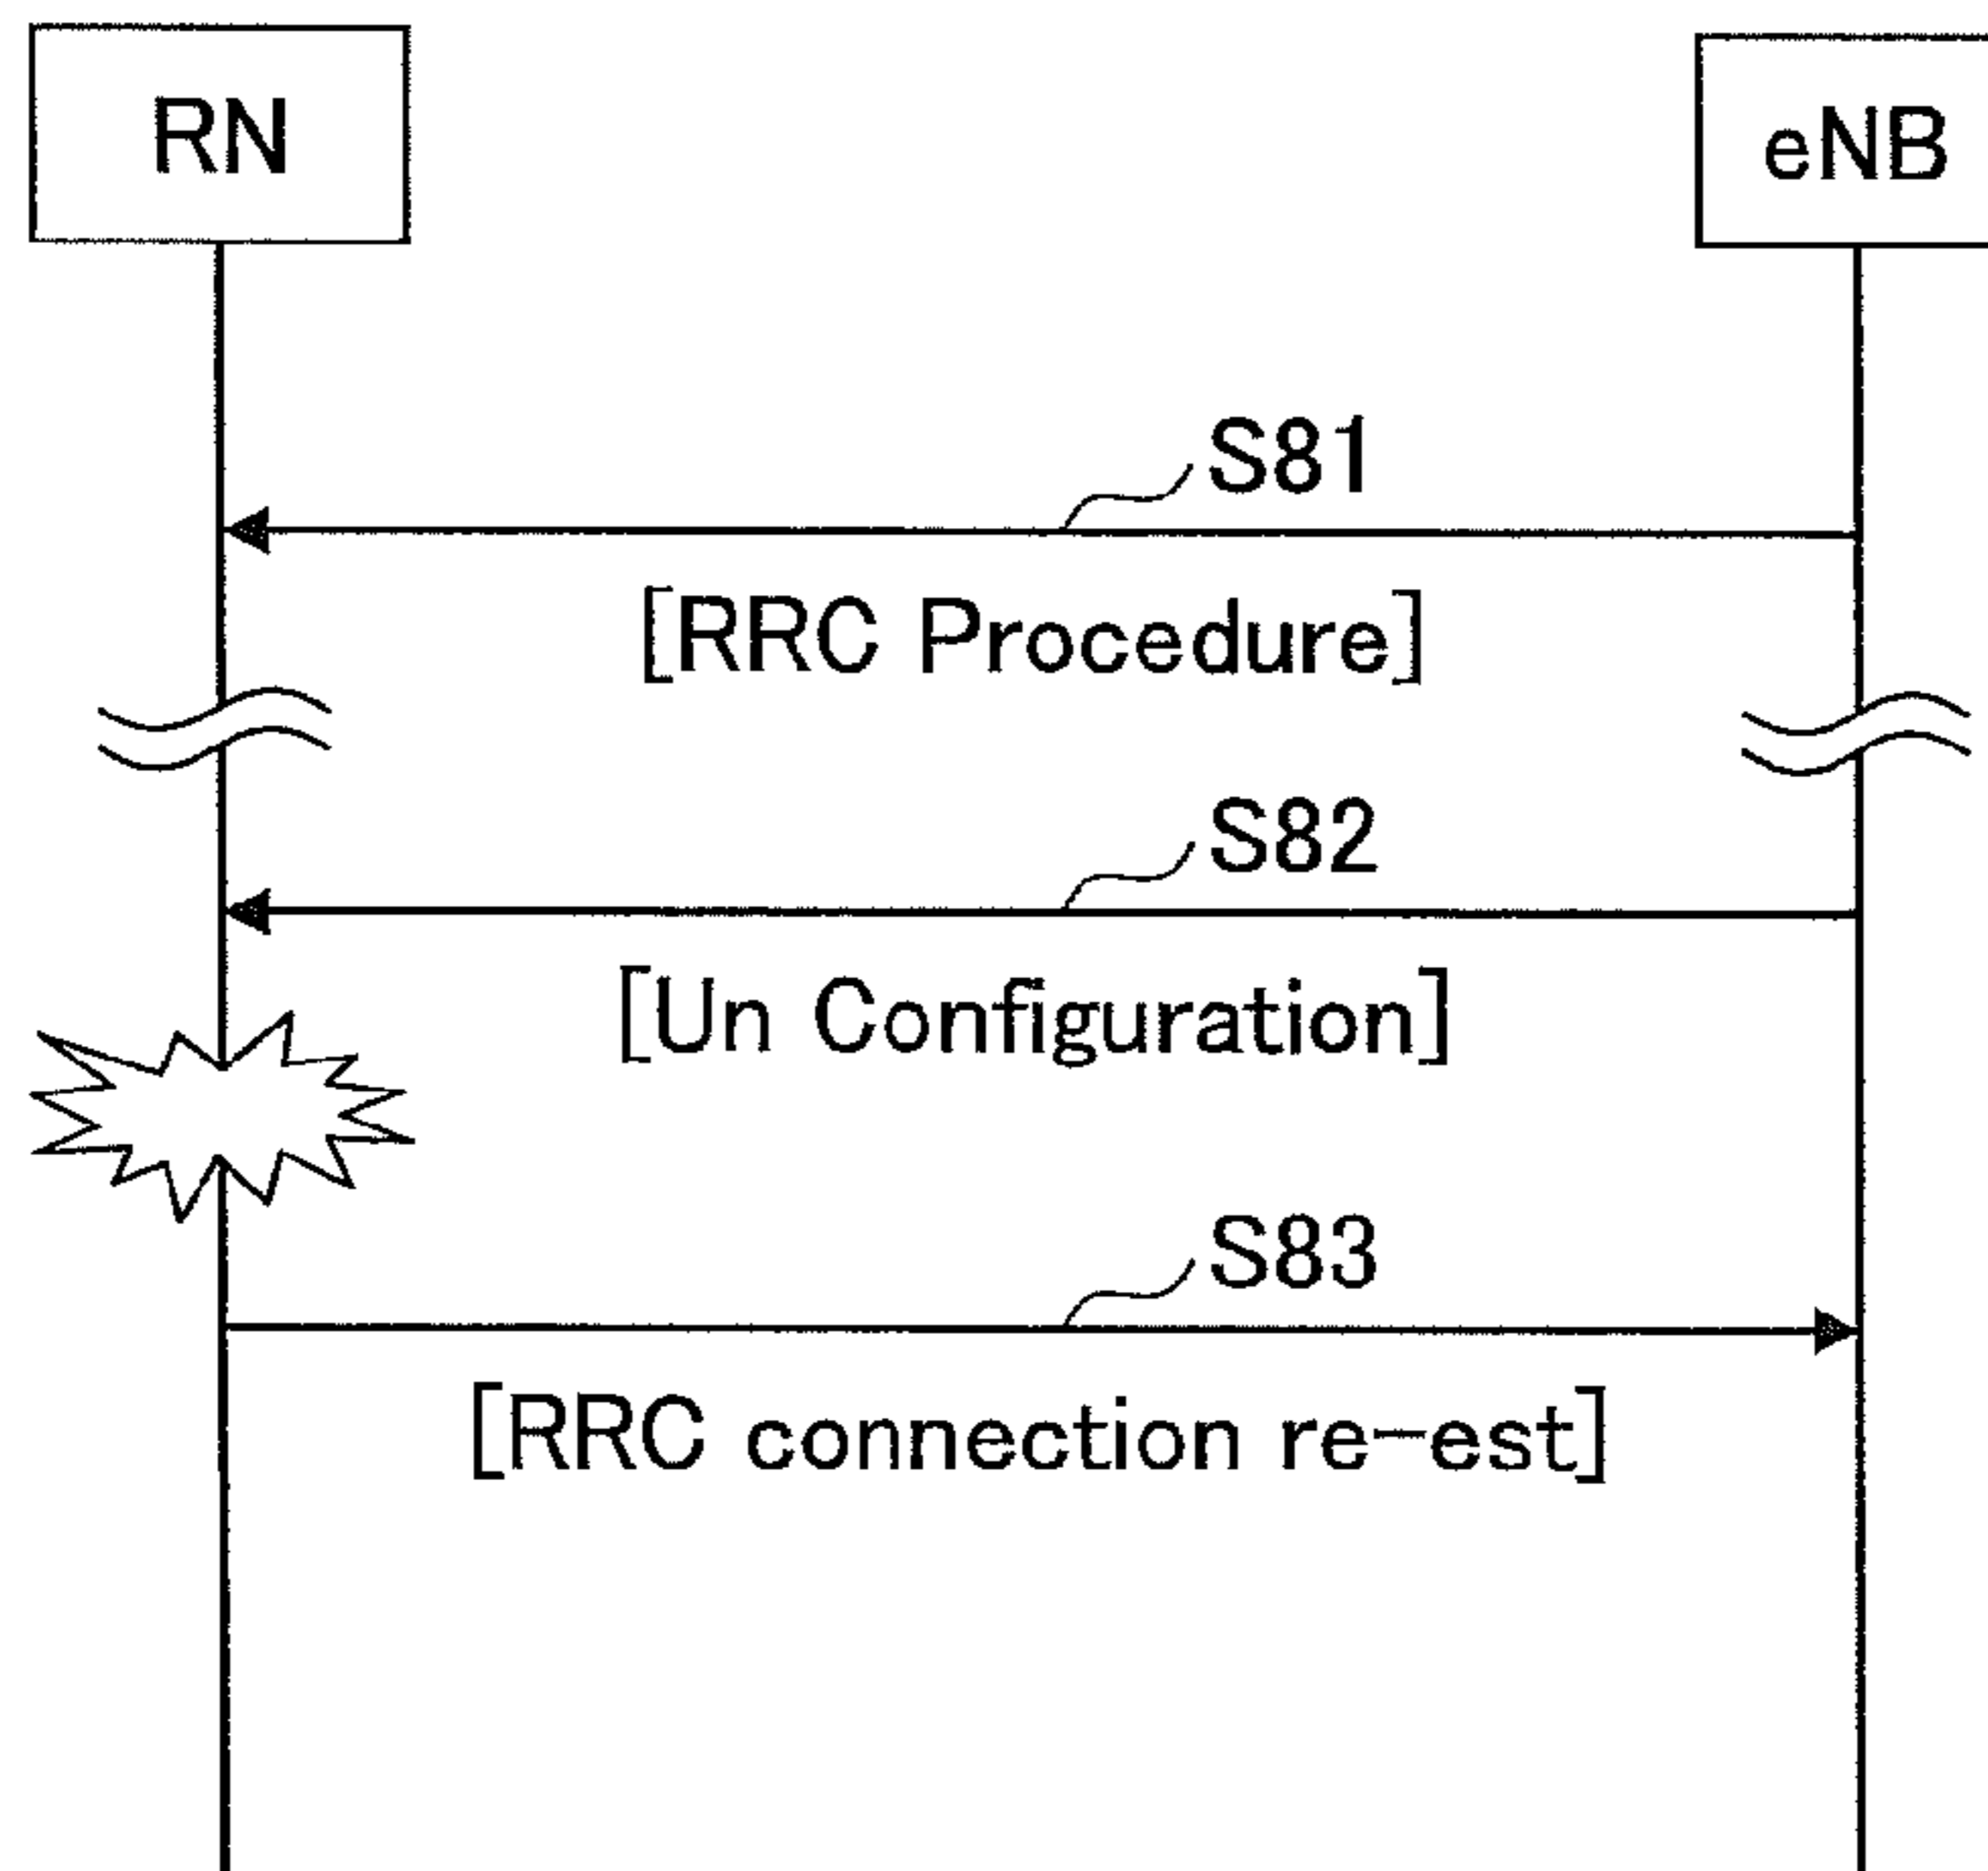 RN
eNB
S81
[RRC Procedure]
S82
[Un Configuration]
S83
[RRC connection re-est]